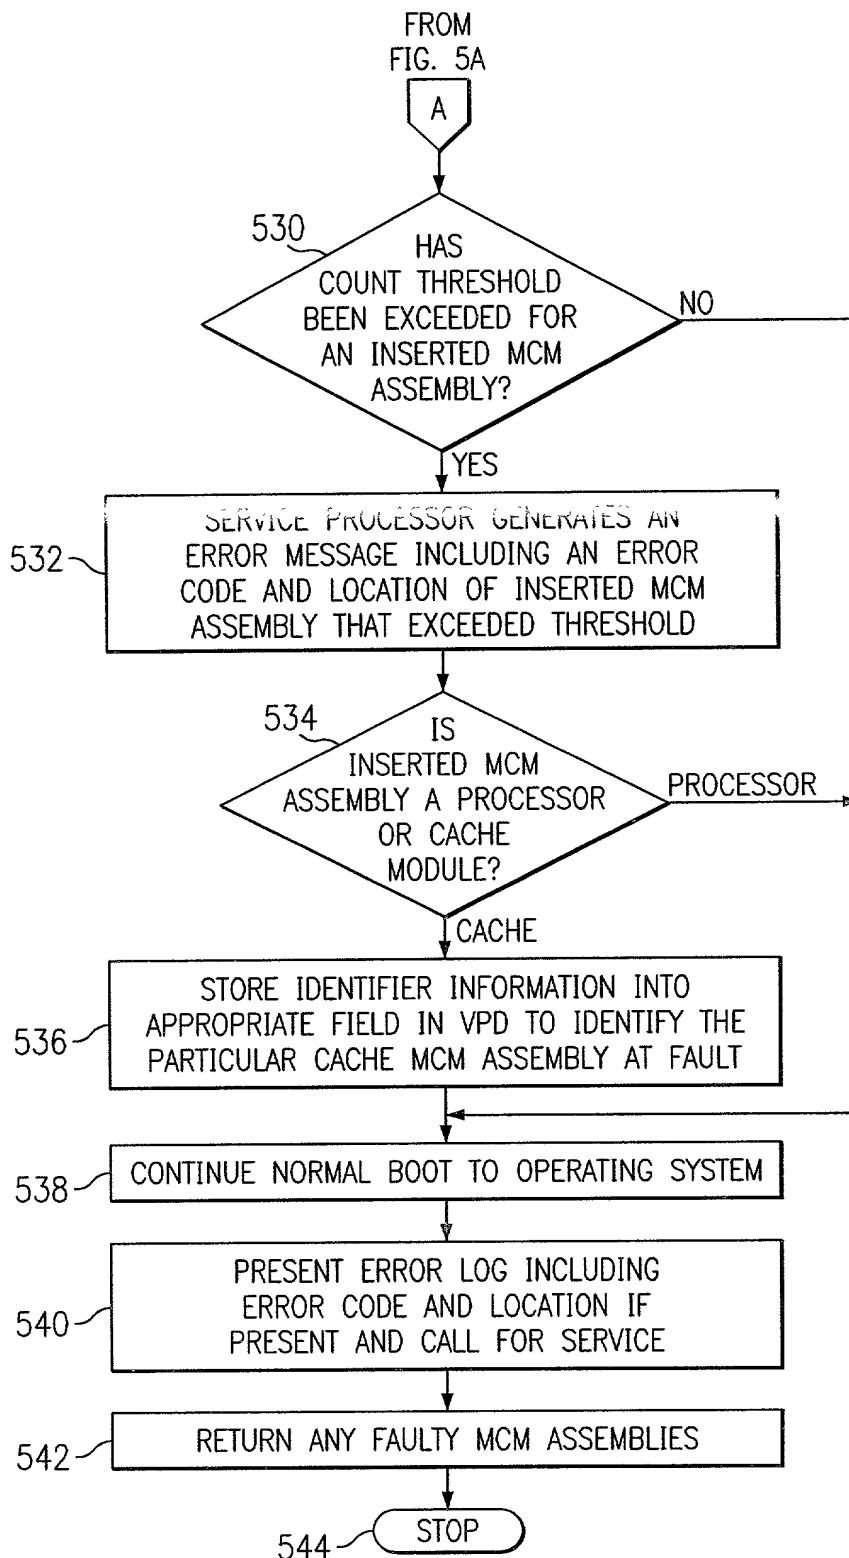 FROM
FIG. 5A
A
530
HAS
COUNT THRESHOLD
BEEN EXCEEDED FOR
AN INSERTED MCM
ASSEMBLY?
NO
YES
532
SERVICE PROCESSOR GENERATES AN
ERROR MESSAGE INCLUDING AN ERROR
CODE AND LOCATION OF INSERTED MCM
ASSEMBLY THAT EXCEEDED THRESHOLD
534
IS
INSERTED MCM
ASSEMBLY A PROCESSOR
OR CACHE
MODULE?
PROCESSOR
CACHE
536
STORE IDENTIFIER INFORMATION INTO
APPROPRIATE FIELD IN VPD TO IDENTIFY THE
PARTICULAR CACHE MCM ASSEMBLY AT FAULT
538
CONTINUE NORMAL BOOT TO OPERATING SYSTEM
540
PRESENT ERROR LOG INCLUDING
ERROR CODE AND LOCATION IF
PRESENT AND CALL FOR SERVICE
542
RETURN ANY FAULTY MCM ASSEMBLIES
544
STOP